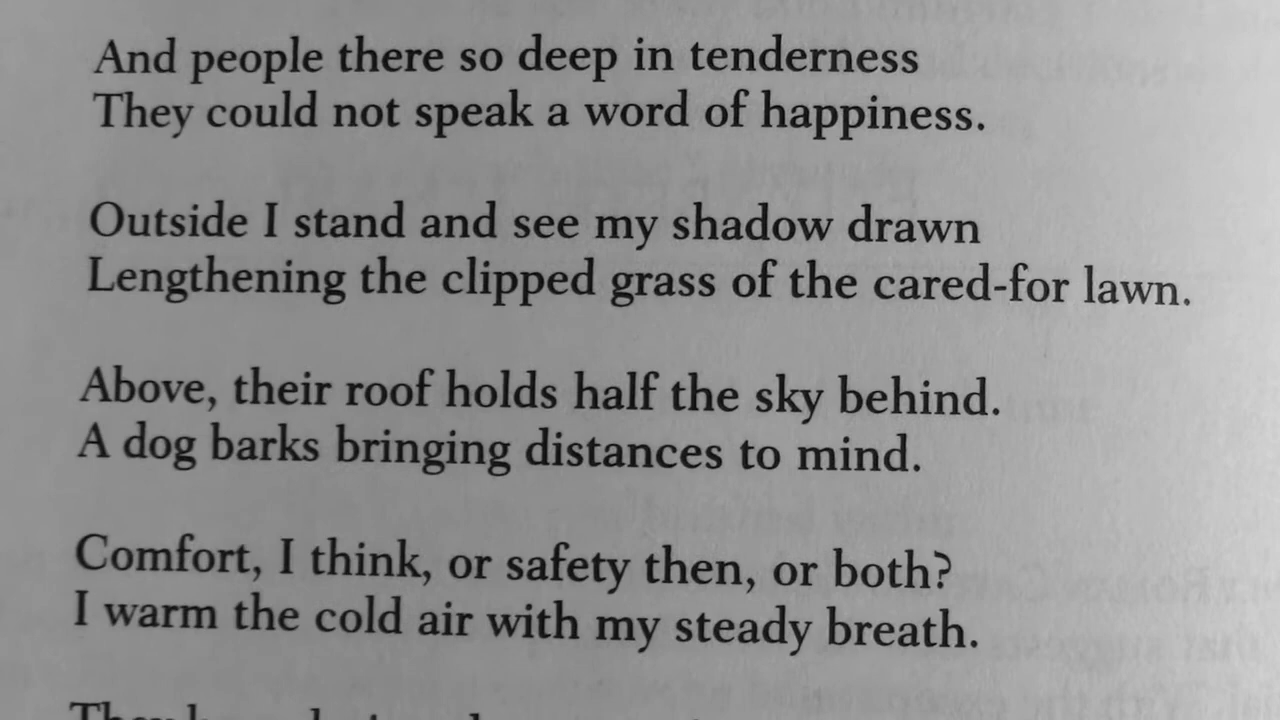 And people there so deep in tenderness
They could not speak a word of happiness.
Outside I stand and see my shadow drawn
Lengthening the clipped grass of the cared-for lawn.
Above, their roof holds half the sky behind.
A dog barks bringing distances to mind.
Comfort, I think, or safety then, or both?
I warm the cold air with my steady breath.
They